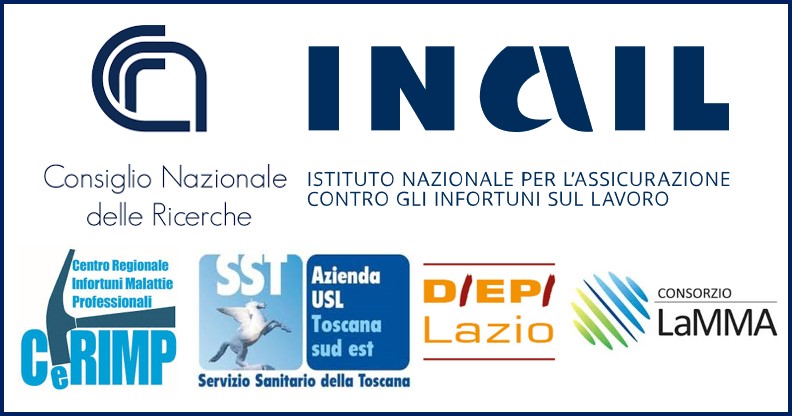 INAIL
Consiglio Nazionale
delle Ricerche
ISTITUTO NAZIONALE PER L'ASSICURAZIONE
CONTRO GLI INFORTUNI SUL LAVORO
Centro Regionale
Infortuni Malattie
Professionali
CeRIMP
SST
Azienda
USL
Toscana
sud est
Servizio Sanitario della Toscana
D/EP/
Lazio
CONSORZIO
LaMMA